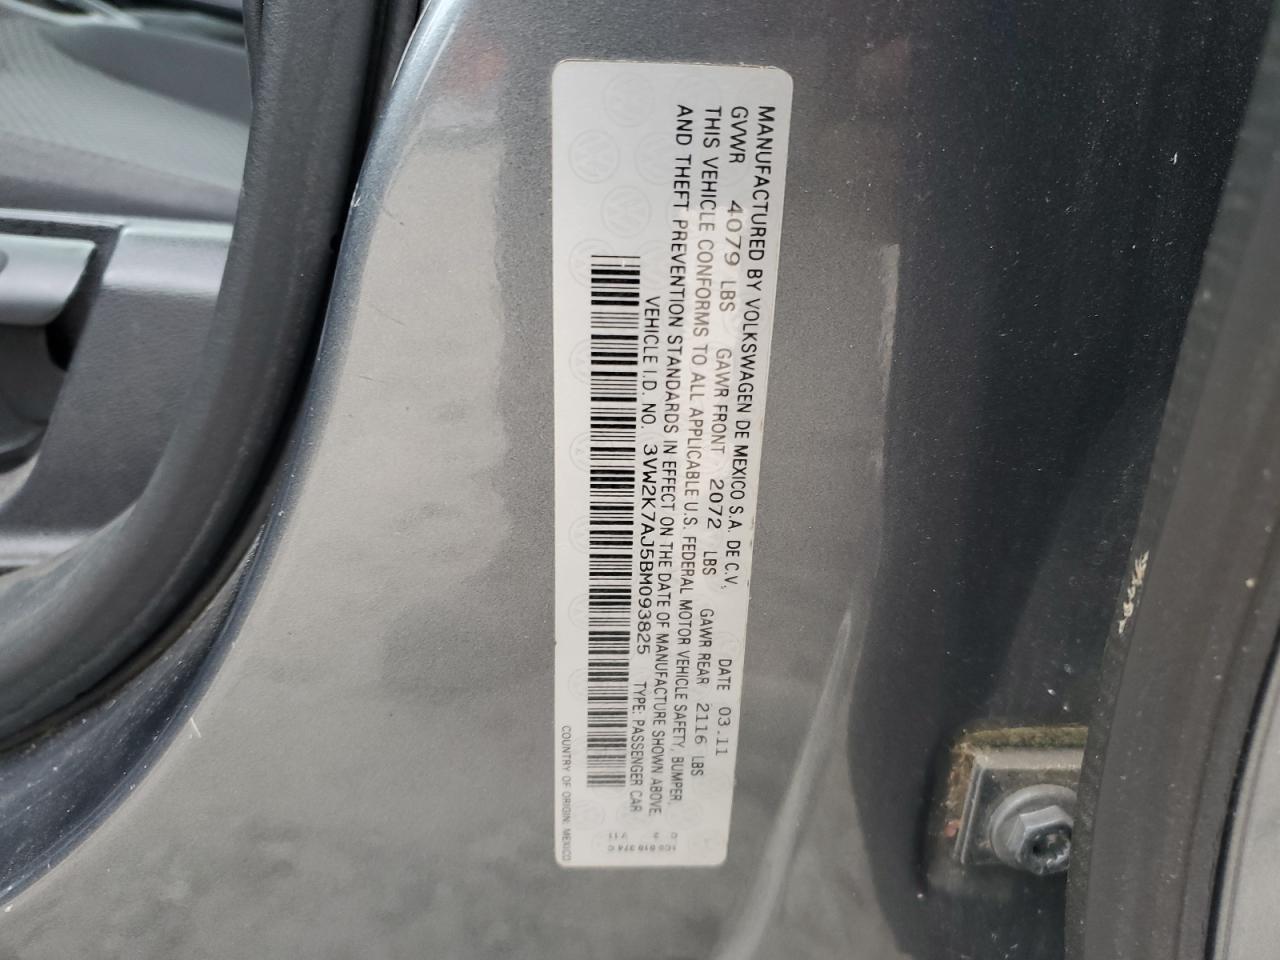 MANUFACTURED BY VOLKSWAGEN DE MEXICO S.A. DE C.V. DATE 03.11
GVWR 4079 LBS GAWR FRONT 2072 LBS GAWR REAR 2116 LBS
THIS VEHICLE CONFORMS TO ALL APPLICABLE U.S. FEDERAL MOTOR VEHICLE SAFETY, BUMPER,
AND THEFT PREVENTION STANDARDS IN EFFECT ON THE DATE OF MANUFACTURE SHOWN ABOVE.
VEHICLE I.D. NO. 3VW2K7AJ5BM093825 TYPE: PASSENGER CAR
COUNTRY OF ORIGIN: MEXICO